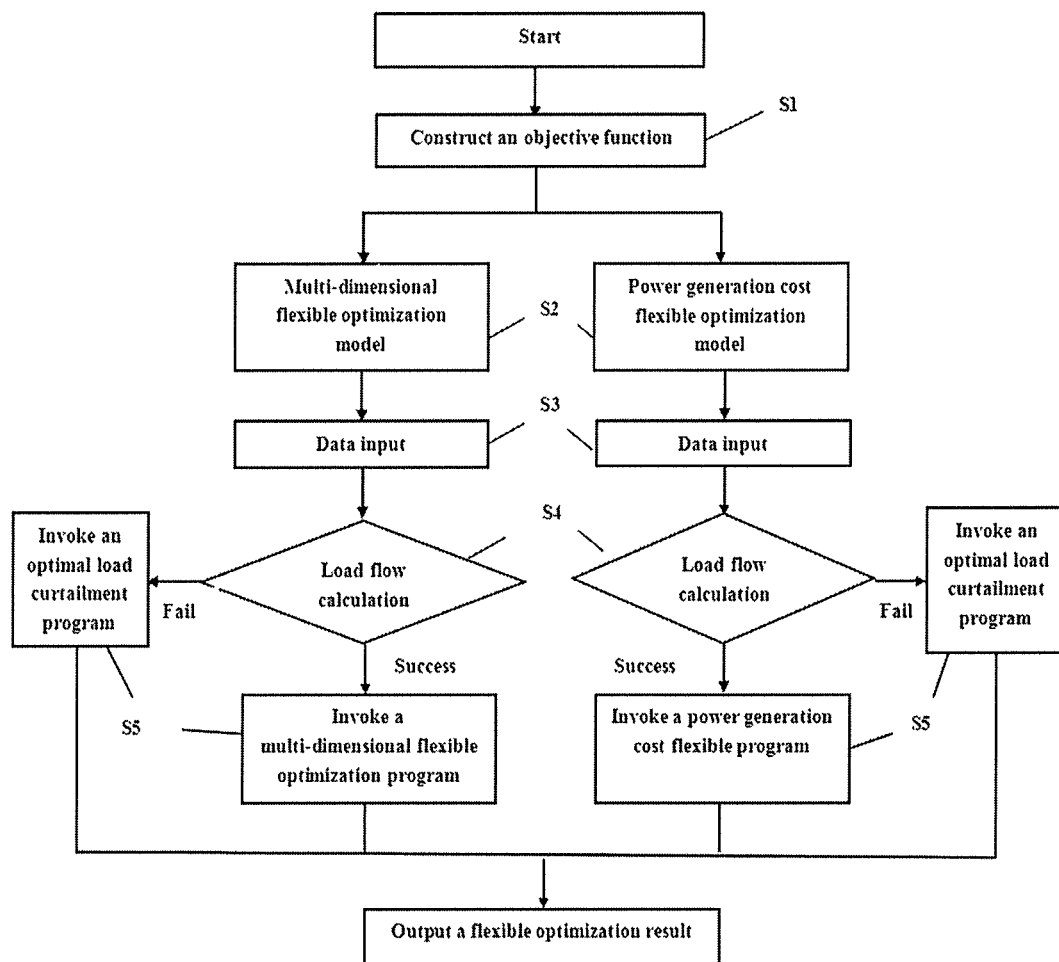 Start
S1
Construct an objective function
Multi-dimensional
flexible optimization
model
S2
Power generation cost
flexible optimization
model
S3
Data input
Data input
S4
Invoke an
optimal load
curtailment
program
Fail
Load flow
calculation
Load flow
calculation
Fail
Invoke an
optimal load
curtailment
program
Success
Success
S5
Invoke a
multi-dimensional flexible
optimization program
Invoke a power generation
cost flexible program
S5
Output a flexible optimization result